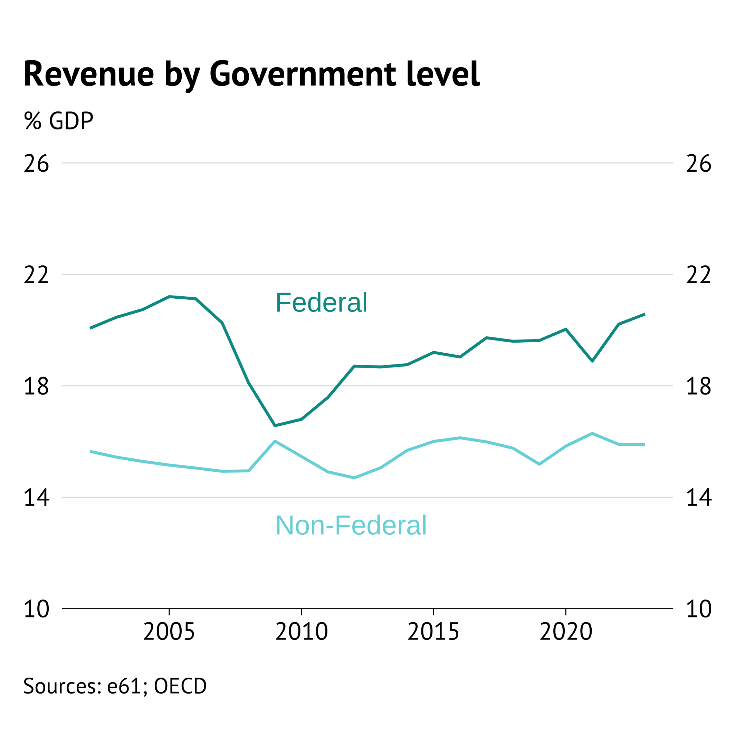 Revenue by Government level
% GDP
26 26
22 22
Federal
18 18
14 14
Non-Federal
10 10
2005 2010 2015 2020
Sources: e61; OECD